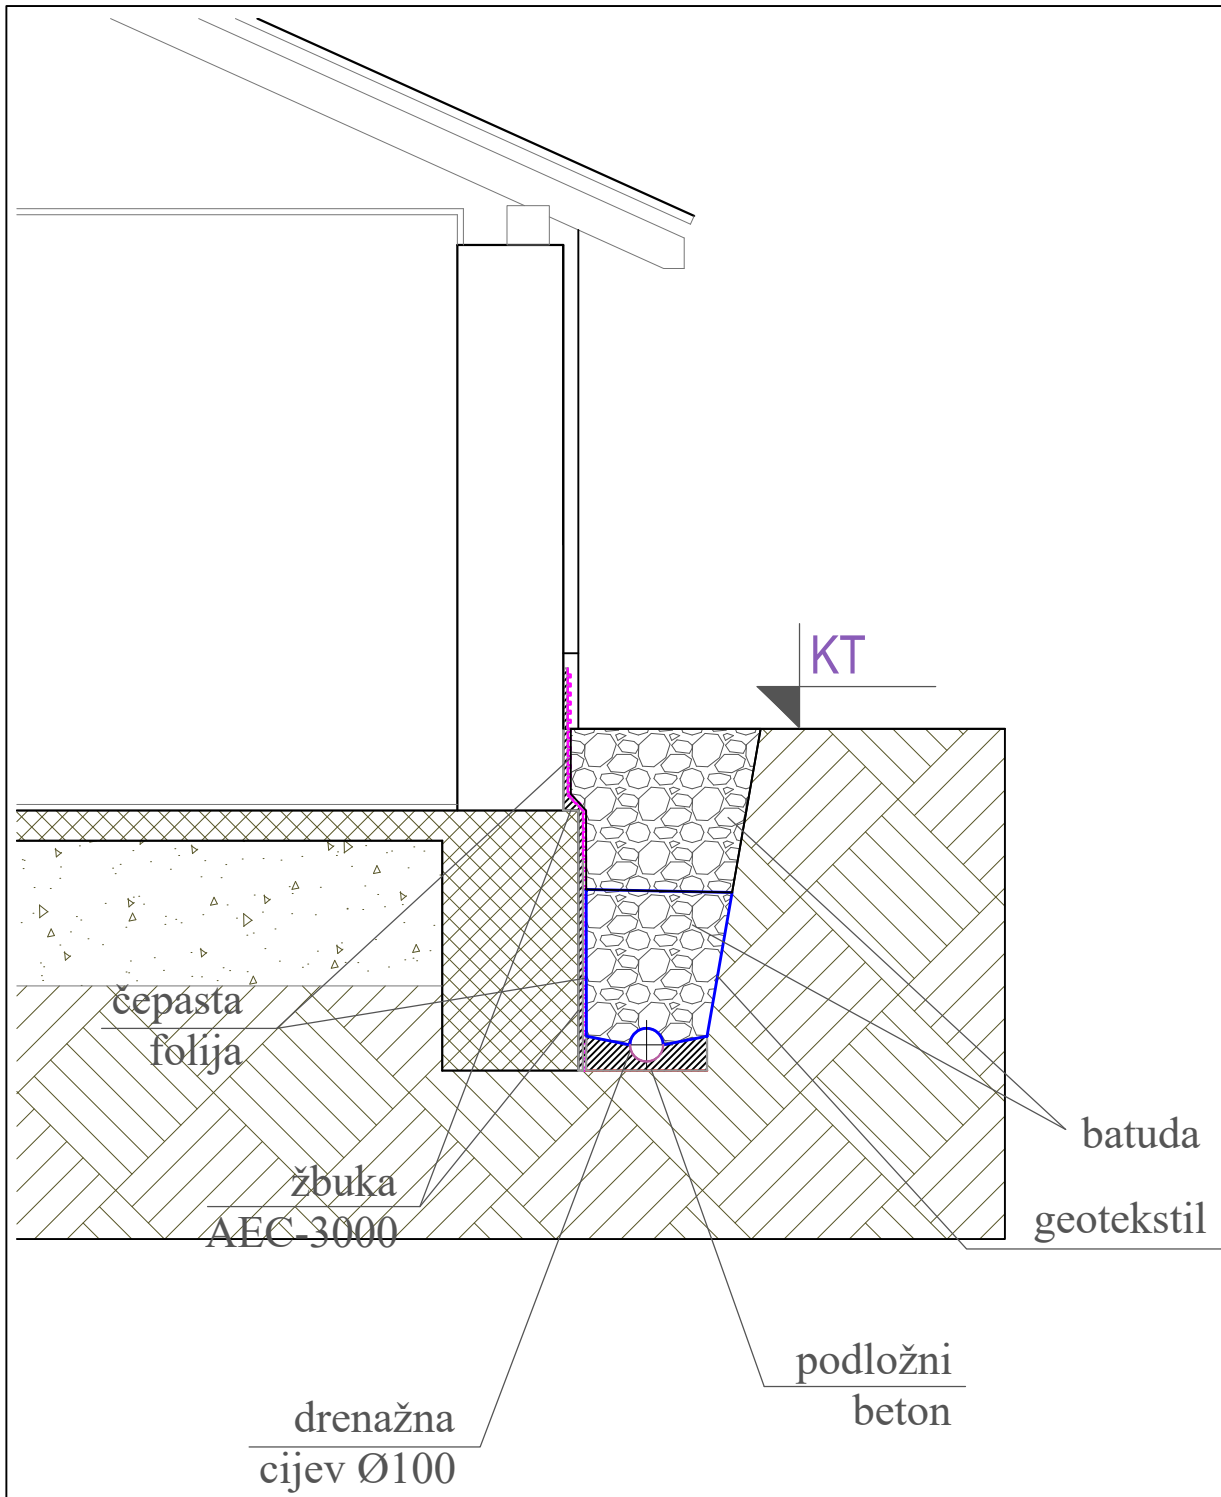 KT
čepasta
folija
batuda
žbuka
AEC-3000
geotekstil
podložni
beton
drenažna
cijev Ø100